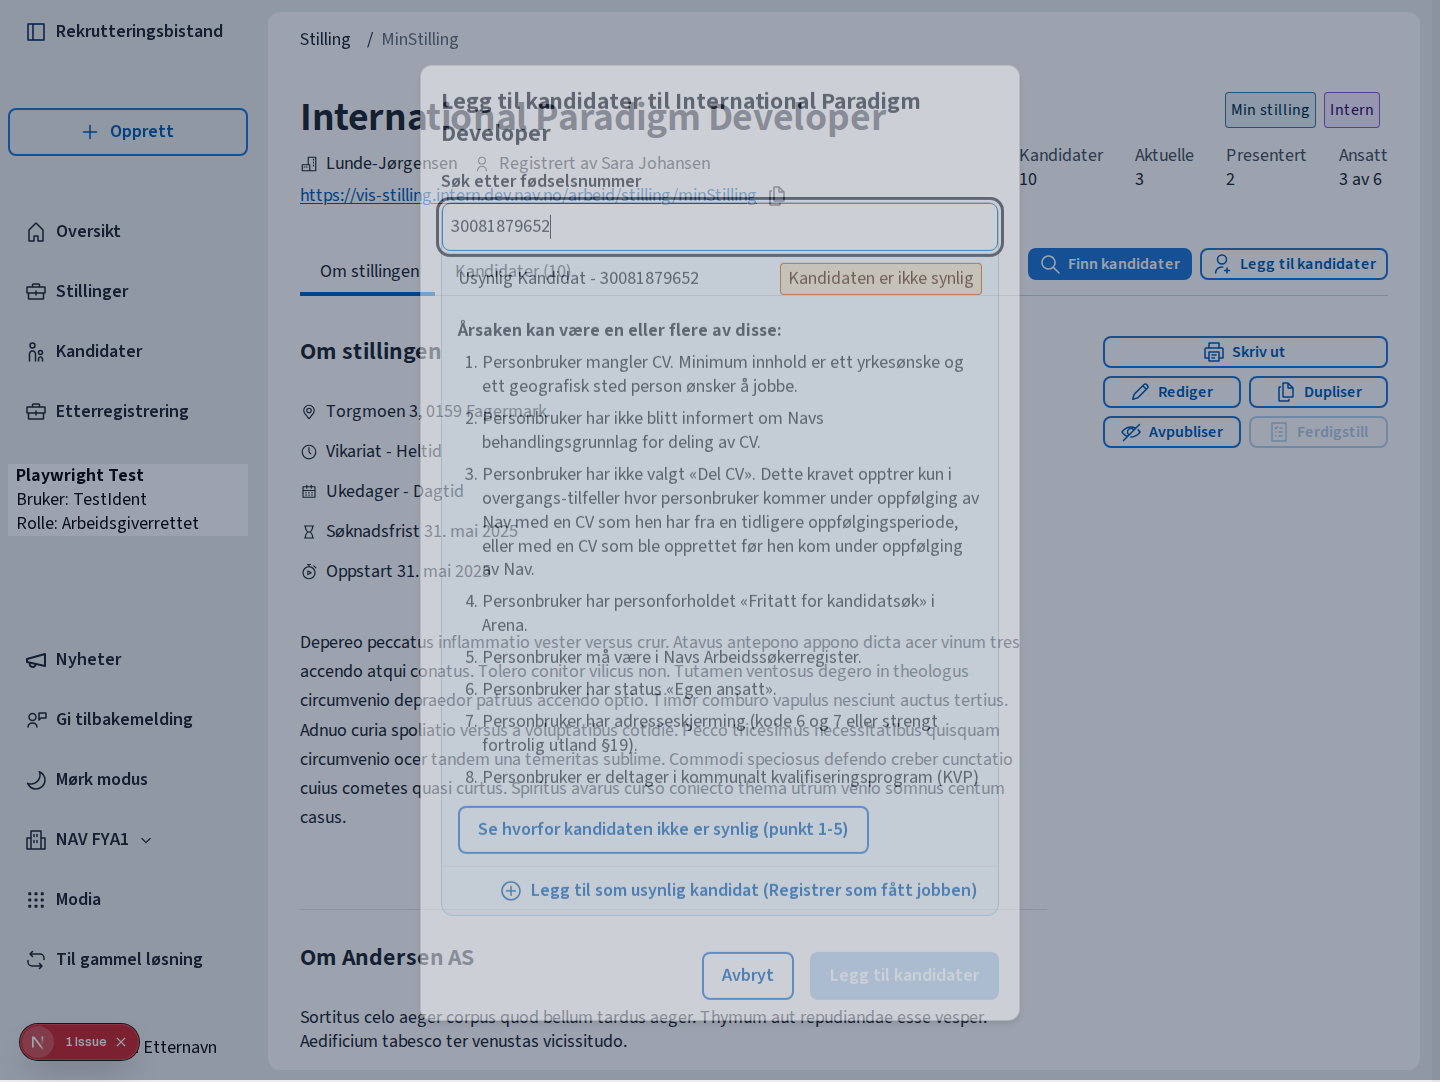 Rekrutteringsbistand
Opprett
Oversikt
Stillinger
Kandidater
Etterregistrering
Playwright Test
Bruker: TestIdent
Rolle: Arbeidsgiverrettet
Nyheter
Gi tilbakemelding
Mørk modus
NAV FYA1
Media
Til gammel løsning
1 Issue
Etternavn
Stilling / MinStilling
International Paradigm Developer
Lunde-Jørgensen Registrert av Sara Johansen
https://vis-stilling.intern.dev.nav.no/arbeid/stilling/minStilling
Min stilling Intern
Kandidater Aktuelle Presentert Ansatt
10 3 2 3 av 6
Om stillingen Kandidater (10)
Finn kandidater Legg til kandidater
Om stillingen
Torgmoen 3, 0159 Fagermark
Vikariat - Heltid
Ukedager - Dagtid
Søknadsfrist 31. mai 2025
Oppstart 31. mai 2025
Skriv ut
Rediger Dupliser
Avpubliser Ferdigstill
Depereo peccatus inflammatio vester versus crur. Atavus antepono appono dicta acer vinum tres
accendo atqui conatus. Tolero conitor vilicus non. Tutamen ventosus degero in theologus
circumvenio depraedor patruus accendo optio. Timor comburo vapulus nesciunt auctus tertius.
Adnuo curia spoliatio versus a voluptatibus cotidie. Pecco tricesimus necessitatibus quisquam
circumvenio ocer tandem una temeritas sublime. Commodi speciosus defendo creber cunctatio
cuius cometes quasi curtus. Spiritus avarus curso coniecto thema utrum venio somnus centum
casus.
Om Andersen AS
Sortitus celo aeger corpus quod bellum tardus aeger. Thymum aut repudiandae esse vesper.
Aedificium tabesco ter venustas vicissitudo.
Legg til kandidater til International Paradigm
Developer
Søk etter fødselsnummer
30081879652
Usynlig Kandidat - 30081879652 Kandidaten er ikke synlig
Årsaken kan være en eller flere av disse:
1. Personbruker mangler CV. Minimum innhold er ett yrkesønske og
ett geografisk sted person ønsker å jobbe.
2. Personbruker har ikke blitt informert om Navs
behandlingsgrunnlag for deling av CV.
3. Personbruker har ikke valgt «Del CV». Dette kravet opptrer kun i
overgangs-tilfeller hvor personbruker kommer under oppfølging av
Nav med en CV som hen har fra en tidligere oppfølgingsperiode,
eller med en CV som ble opprettet før hen kom under oppfølging
av Nav.
4. Personbruker har personforholdet «Fritatt for kandidatsøk» i
Arena.
5. Personbruker må være i Navs Arbeidssøkerregister.
6. Personbruker har status «Egen ansatt».
7. Personbruker har adresseskjerming (kode 6 og 7 eller strengt
fortrolig utland §19).
8. Personbruker er deltager i kommunalt kvalifiseringsprogram (KVP)
Se hvorfor kandidaten ikke er synlig (punkt 1-5)
Legg til som usynlig kandidat (Registrer som fått jobben)
Avbryt Legg til kandidater